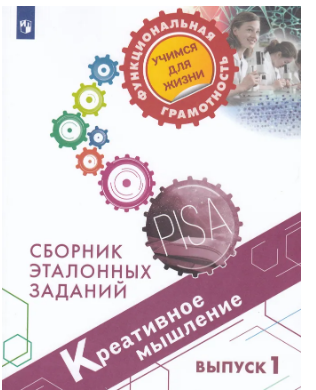 ФУНКЦИОНАЛЬНАЯ
УЧИМСЯ
ДЛЯ
ЖИЗНИ
ГРАМОТНОСТЬ
PISA
СБОРНИК
ЭТАЛОННЫХ
ЗАДАНИЙ
Креативное
мышление
ВЫПУСК 1